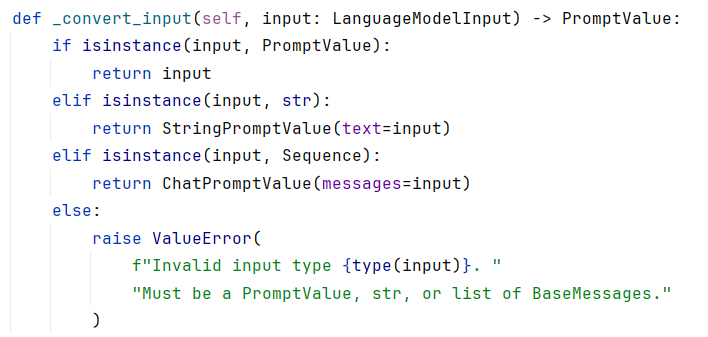 def _convert_input(self, input: LanguageModelInput) -> PromptValue:
    if isinstance(input, PromptValue):
        return input
    elif isinstance(input, str):
        return StringPromptValue(text=input)
    elif isinstance(input, Sequence):
        return ChatPromptValue(messages=input)
    else:
        raise ValueError(
            f"Invalid input type {type(input)}. "
            "Must be a PromptValue, str, or list of BaseMessages."
        )